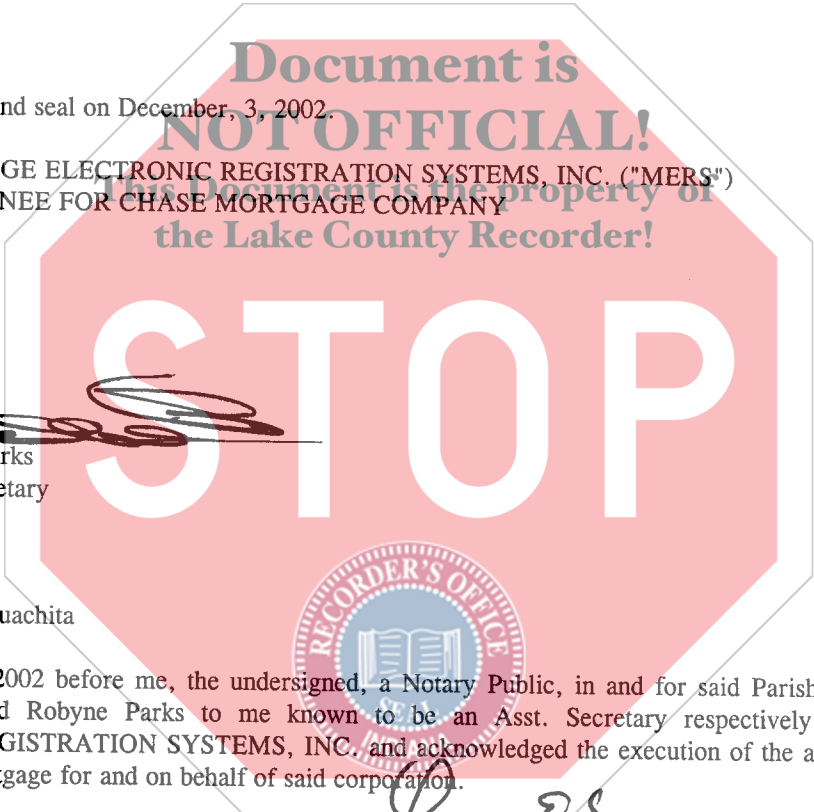 Document is
nd seal on December, 3, 2002.
NOT OFFICIAL!
GE ELECTRONIC REGISTRATION SYSTEMS, INC. ("MERS")
This Document is the property of
NEE FOR CHASE MORTGAGE COMPANY
the Lake County Recorder!
STOP
rks
etary
RECORDER'S OFFICE
uachita
2002 before me, the undersigned, a Notary Public, in and for said Parish
d Robyne Parks to me known to be an Asst. Secretary respectively
SEAL
GISTRATION SYSTEMS, INC. and acknowledged the execution of the a
INDIANA
gage for and on behalf of said corporation.